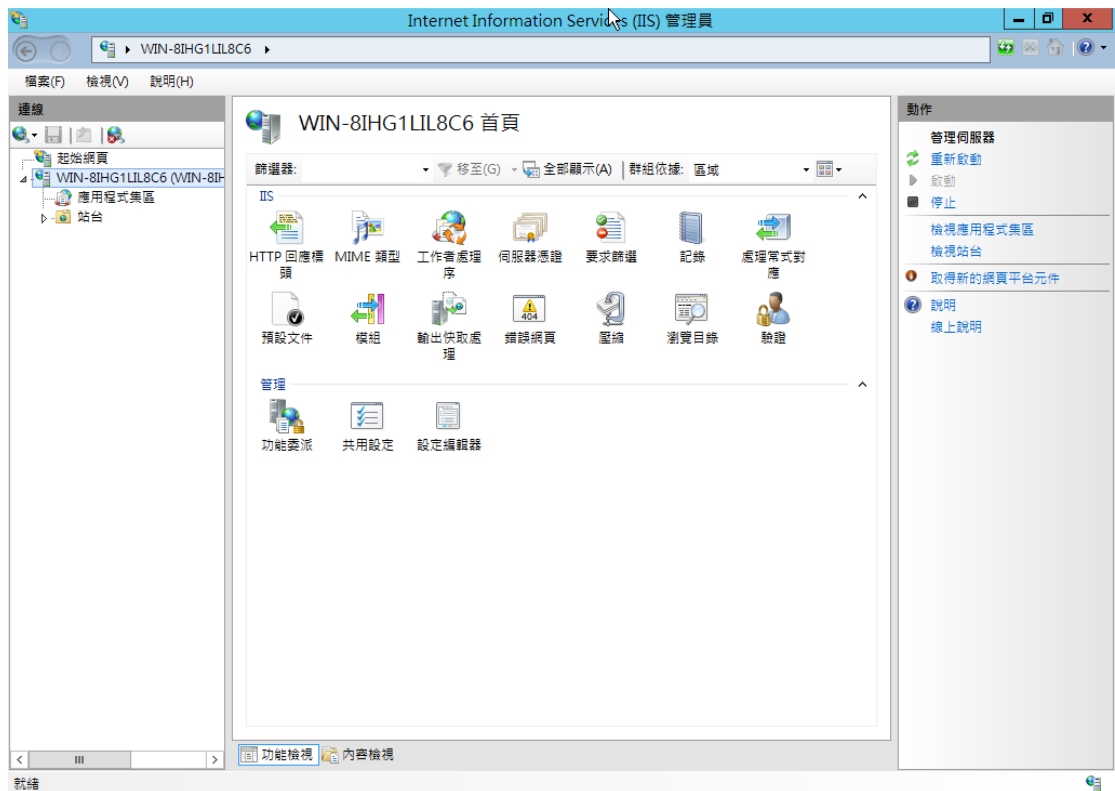 Internet Information Services (IIS) 管理員
WIN-8IHG1LIL8C6
檔案(F) 檢視(V) 說明(H)
連線
起始網頁
WIN-8IHG1LIL8C6 (WIN-8IH
應用程式集區
站台
WIN-8IHG1LIL8C6 首頁
篩選器: 移至(G) 全部顯示(A) 群組依據: 區域
IIS
HTTP 回應標
頭
MIME 類型
工作者處理
序
伺服器憑證
要求篩選
記錄
處理常式對
應
預設文件
模組
輸出快取處
理
404
錯誤網頁
壓縮
瀏覽目錄
驗證
管理
功能委派
共用設定
設定編輯器
功能檢視 內容檢視
動作
管理伺服器
重新啟動
啟動
停止
檢視應用程式集區
檢視站台
取得新的網頁平台元件
說明
線上說明
就緒